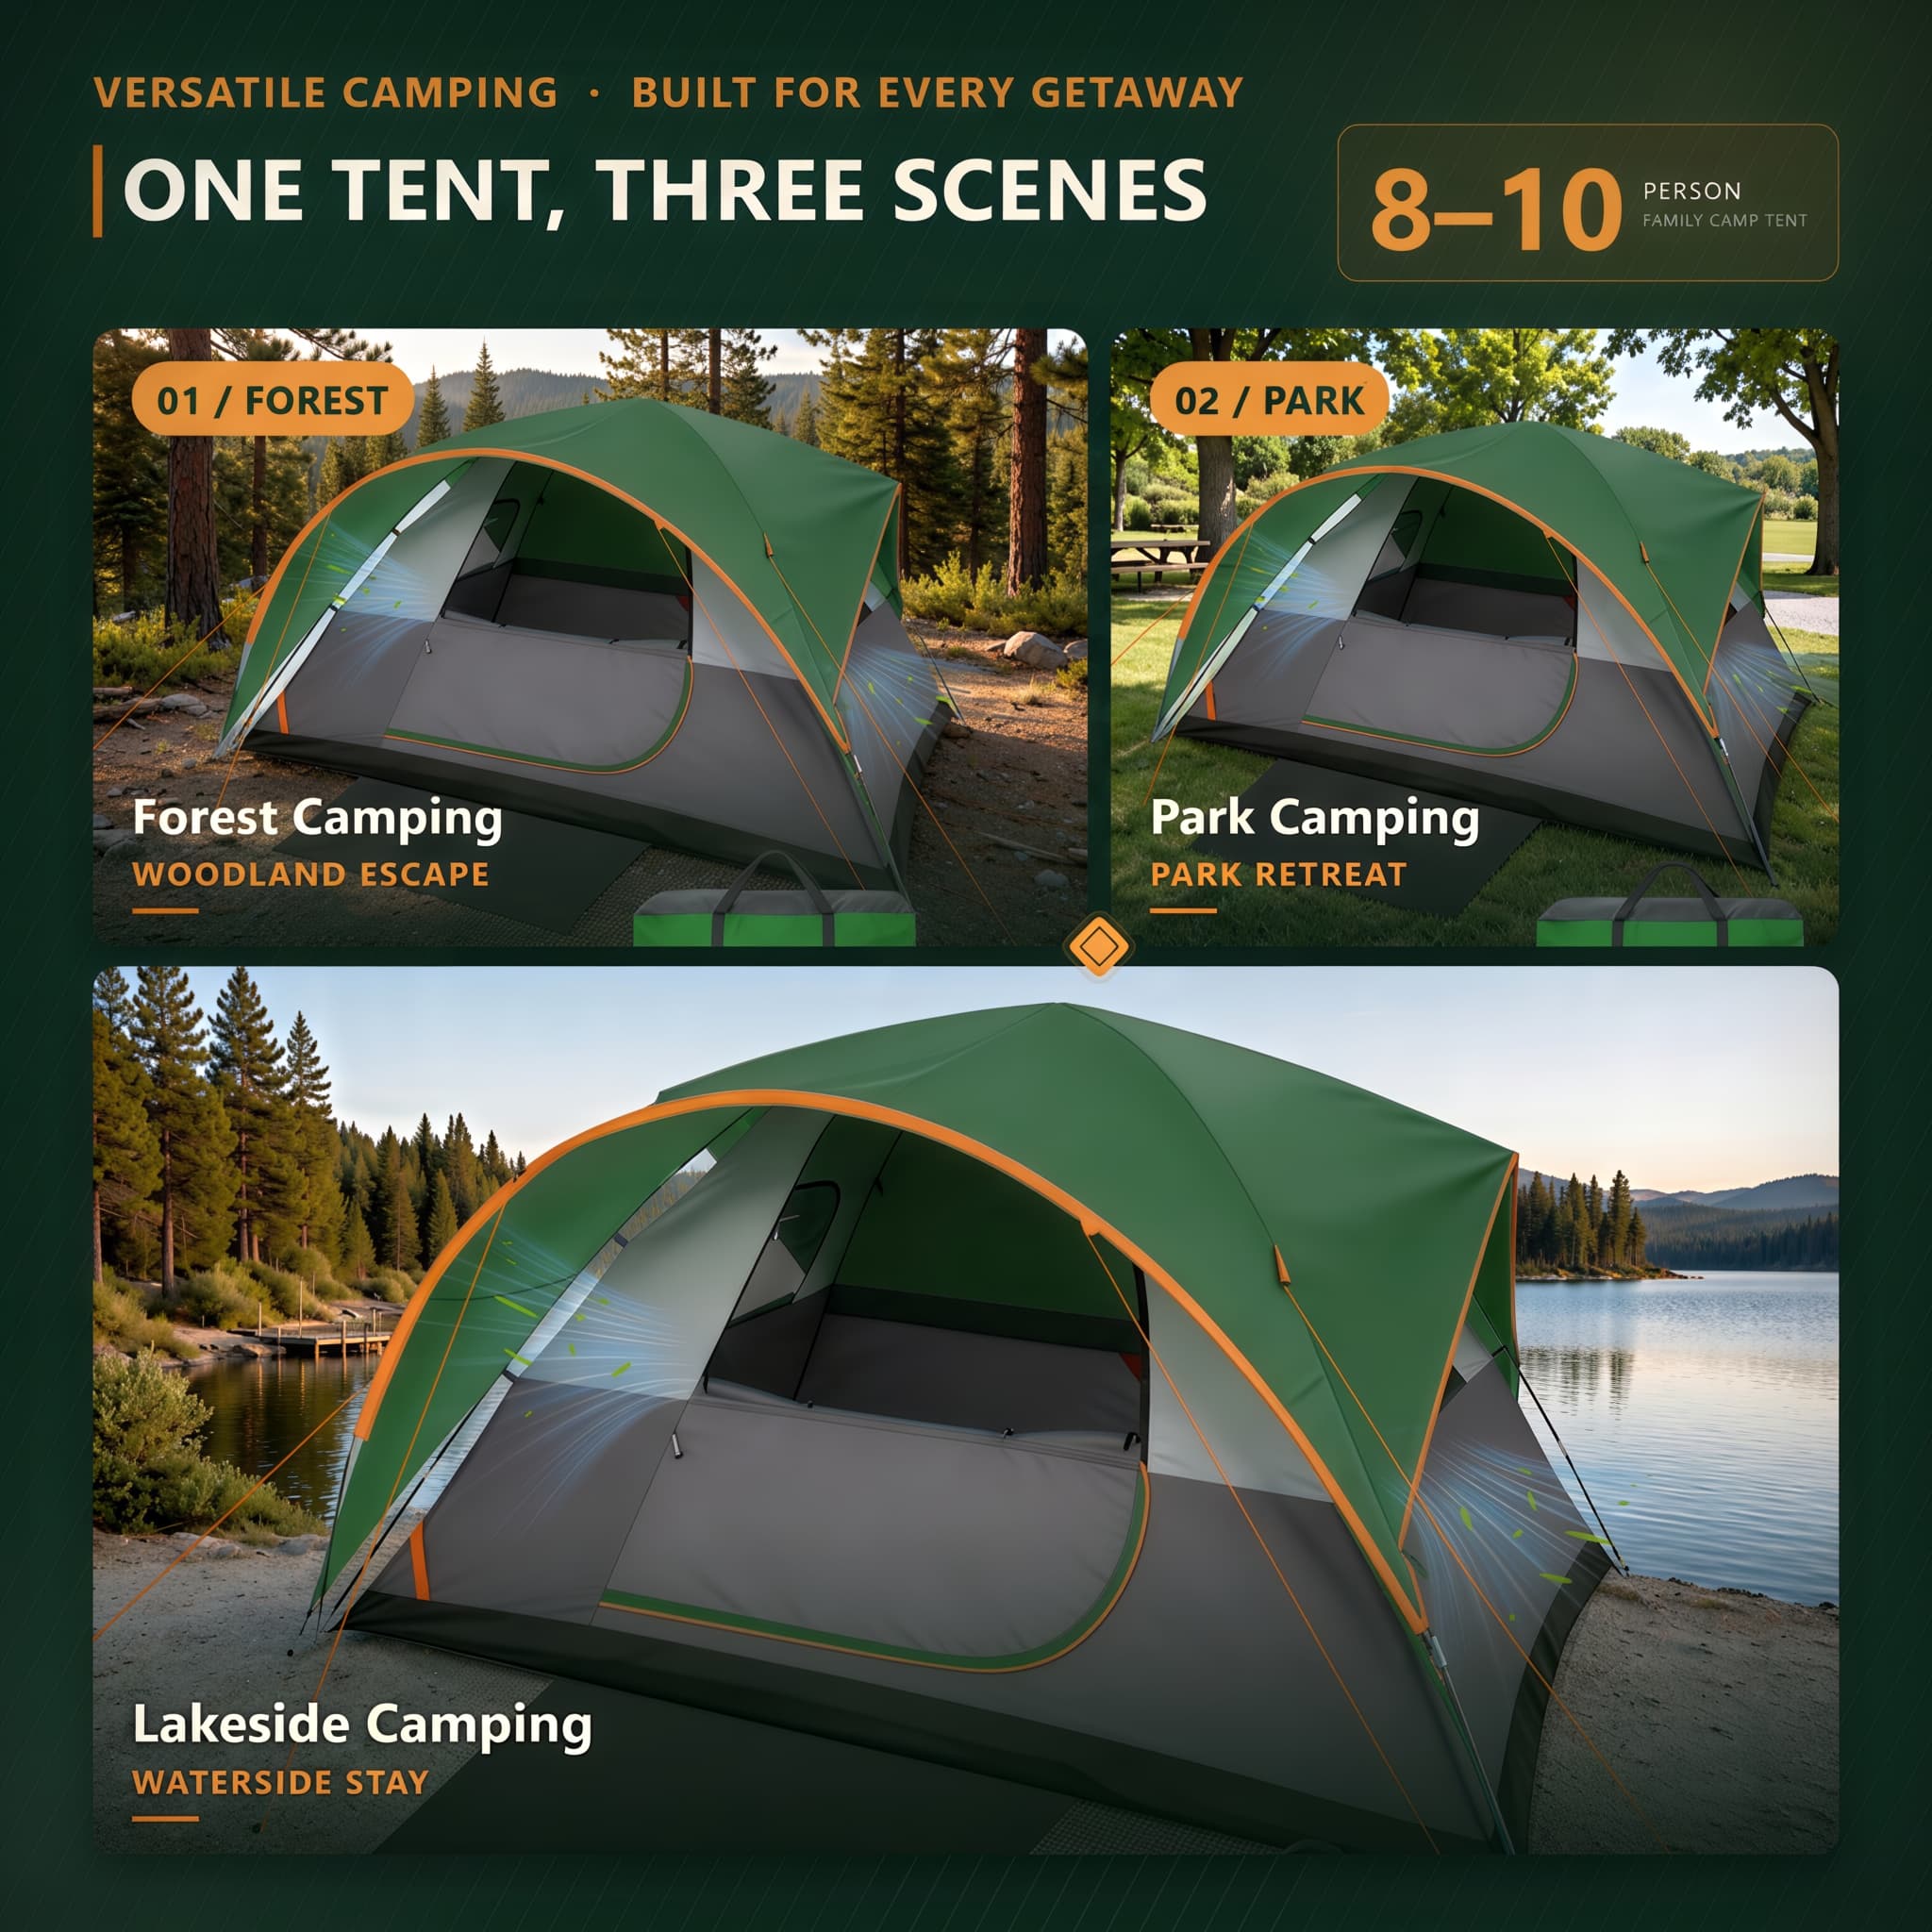 VERSATILE CAMPING · BUILT FOR EVERY GETAWAY
ONE TENT, THREE SCENES
8–10
PERSON
FAMILY CAMP TENT
01 / FOREST
Forest Camping
WOODLAND ESCAPE
02 / PARK
Park Camping
PARK RETREAT
Lakeside Camping
WATERSIDE STAY